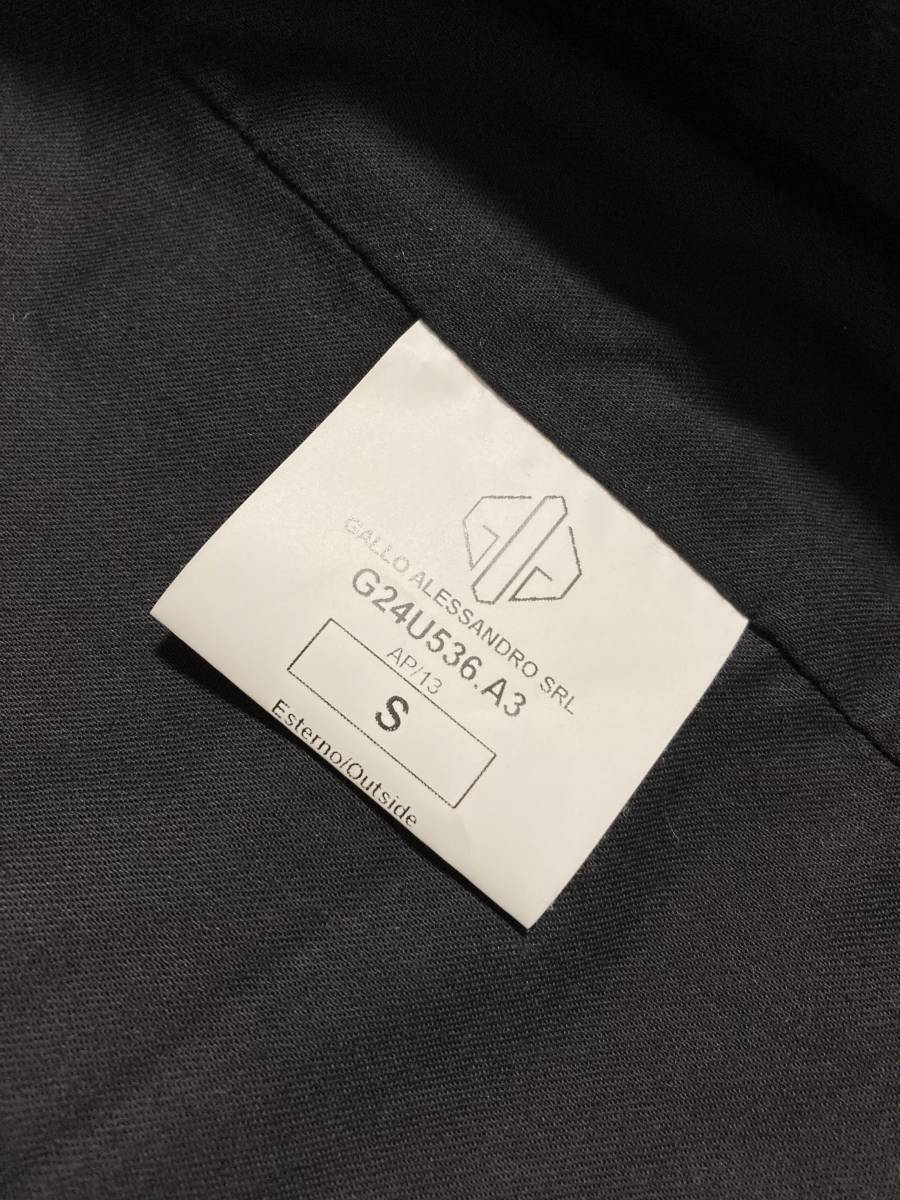 GALLO ALESSANDRO SRL
G24U536.A3
AP/13
S
Esterno/Outside